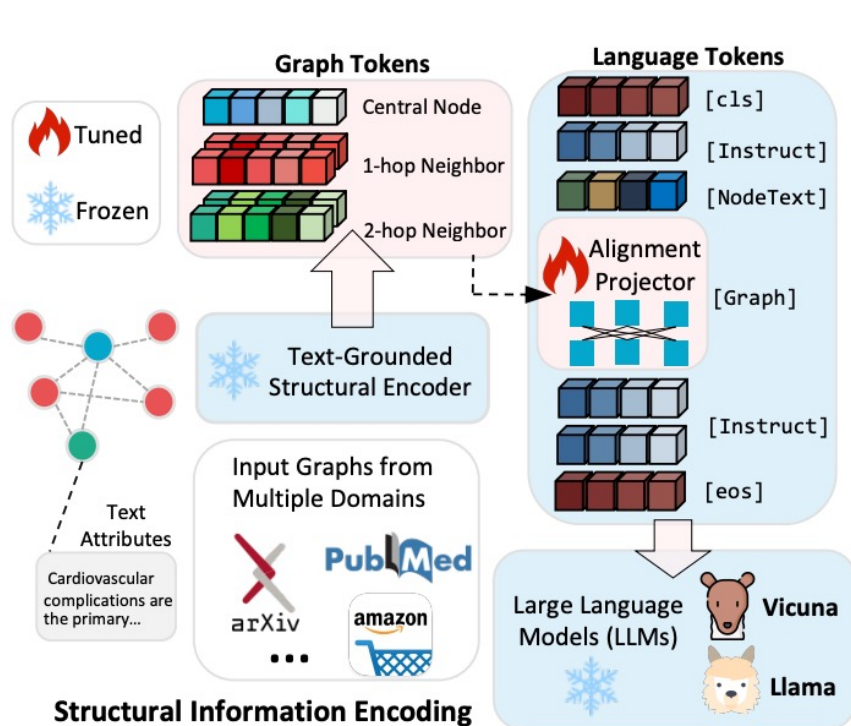 Graph Tokens
Central Node
1-hop Neighbor
2-hop Neighbor
Tuned
Frozen
Text-Grounded
Structural Encoder
Text
Attributes
Cardiovascular
complications are
the primary...
Input Graphs from
Multiple Domains
arXiv
PubMed
amazon
...
Structural Information Encoding
Language Tokens
[cls]
[Instruct]
[NodeText]
Alignment
Projector
[Graph]
[Instruct]
[eos]
Large Language
Models (LLMs)
Vicuna
Llama